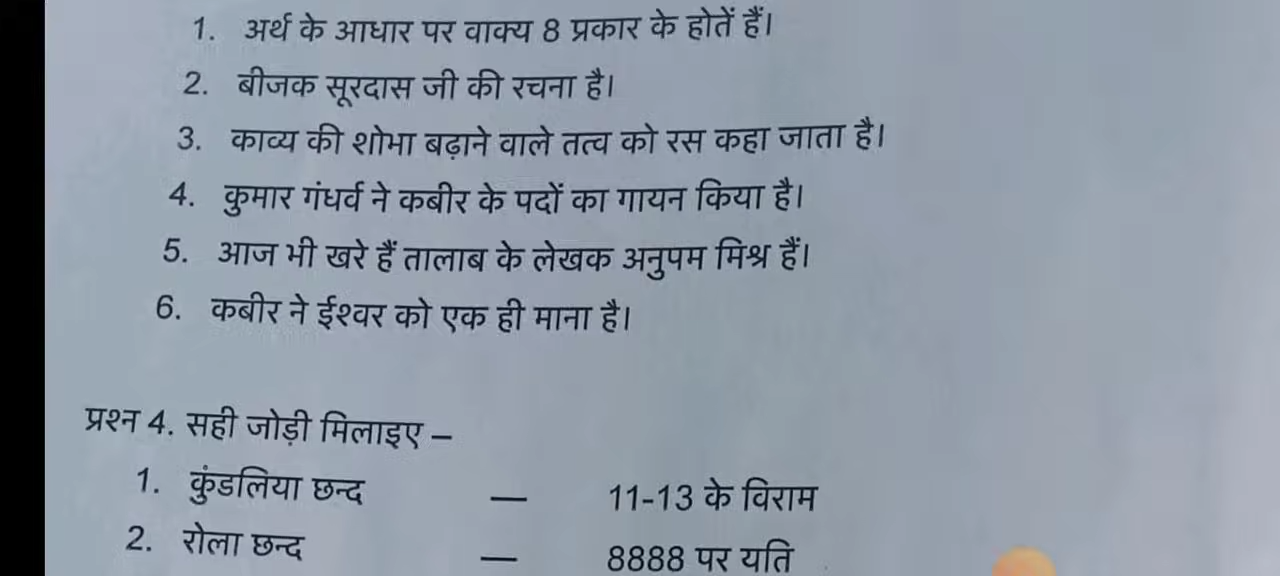 1. अर्थ के आधार पर वाक्य 8 प्रकार के होतें हैं।
2. बीजक सूरदास जी की रचना है।
3. काव्य की शोभा बढ़ाने वाले तत्व को रस कहा जाता है।
4. कुमार गंधर्व ने कबीर के पदों का गायन किया है।
5. आज भी खरे हैं तालाब के लेखक अनुपम मिश्र हैं।
6. कबीर ने ईश्वर को एक ही माना है।
प्रश्न 4. सही जोड़ी मिलाइए –
1. कुंडलिया छन्द — 11-13 के विराम
2. रोला छन्द — 8888 पर यति